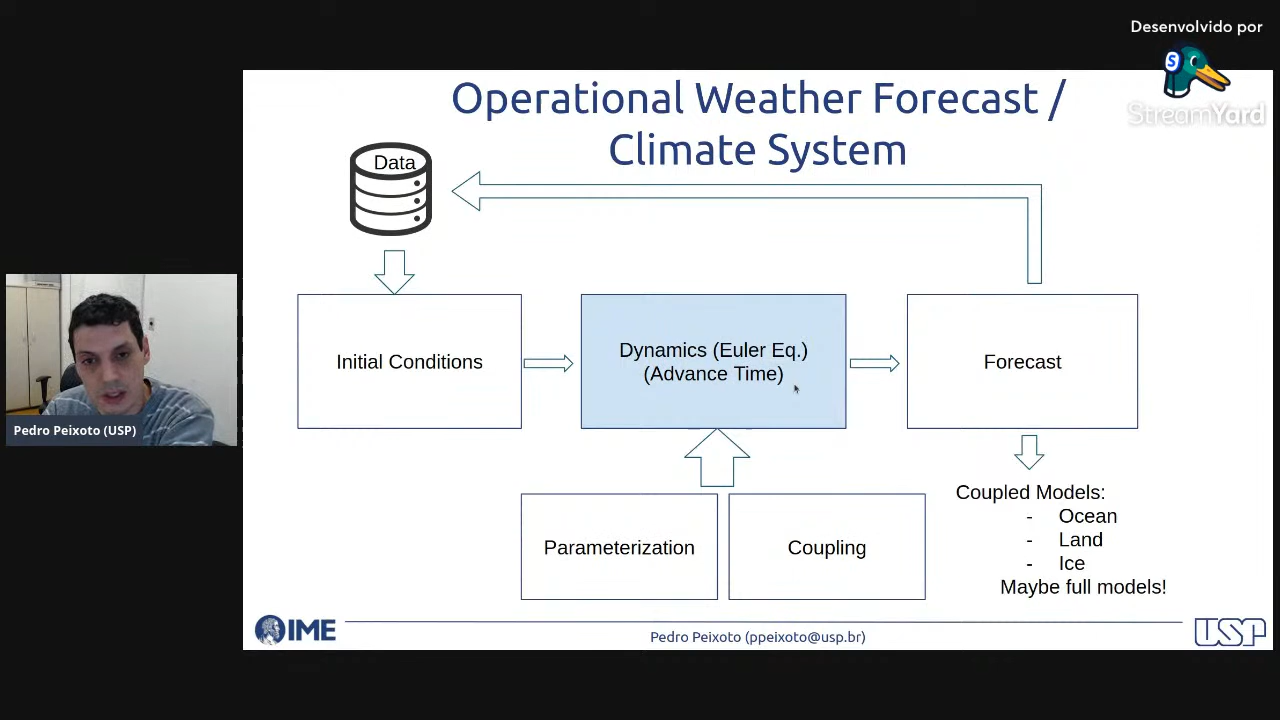 Desenvolvido por
S
StreamYard
Operational Weather Forecast /
Climate System
Data
Initial Conditions
Dynamics (Euler Eq.)
(Advance Time)
Forecast
Parameterization
Coupling
Coupled Models:
- Ocean
- Land
- Ice
Maybe full models!
Pedro Peixoto (USP)
IME
Pedro Peixoto (ppeixoto@usp.br)
USP